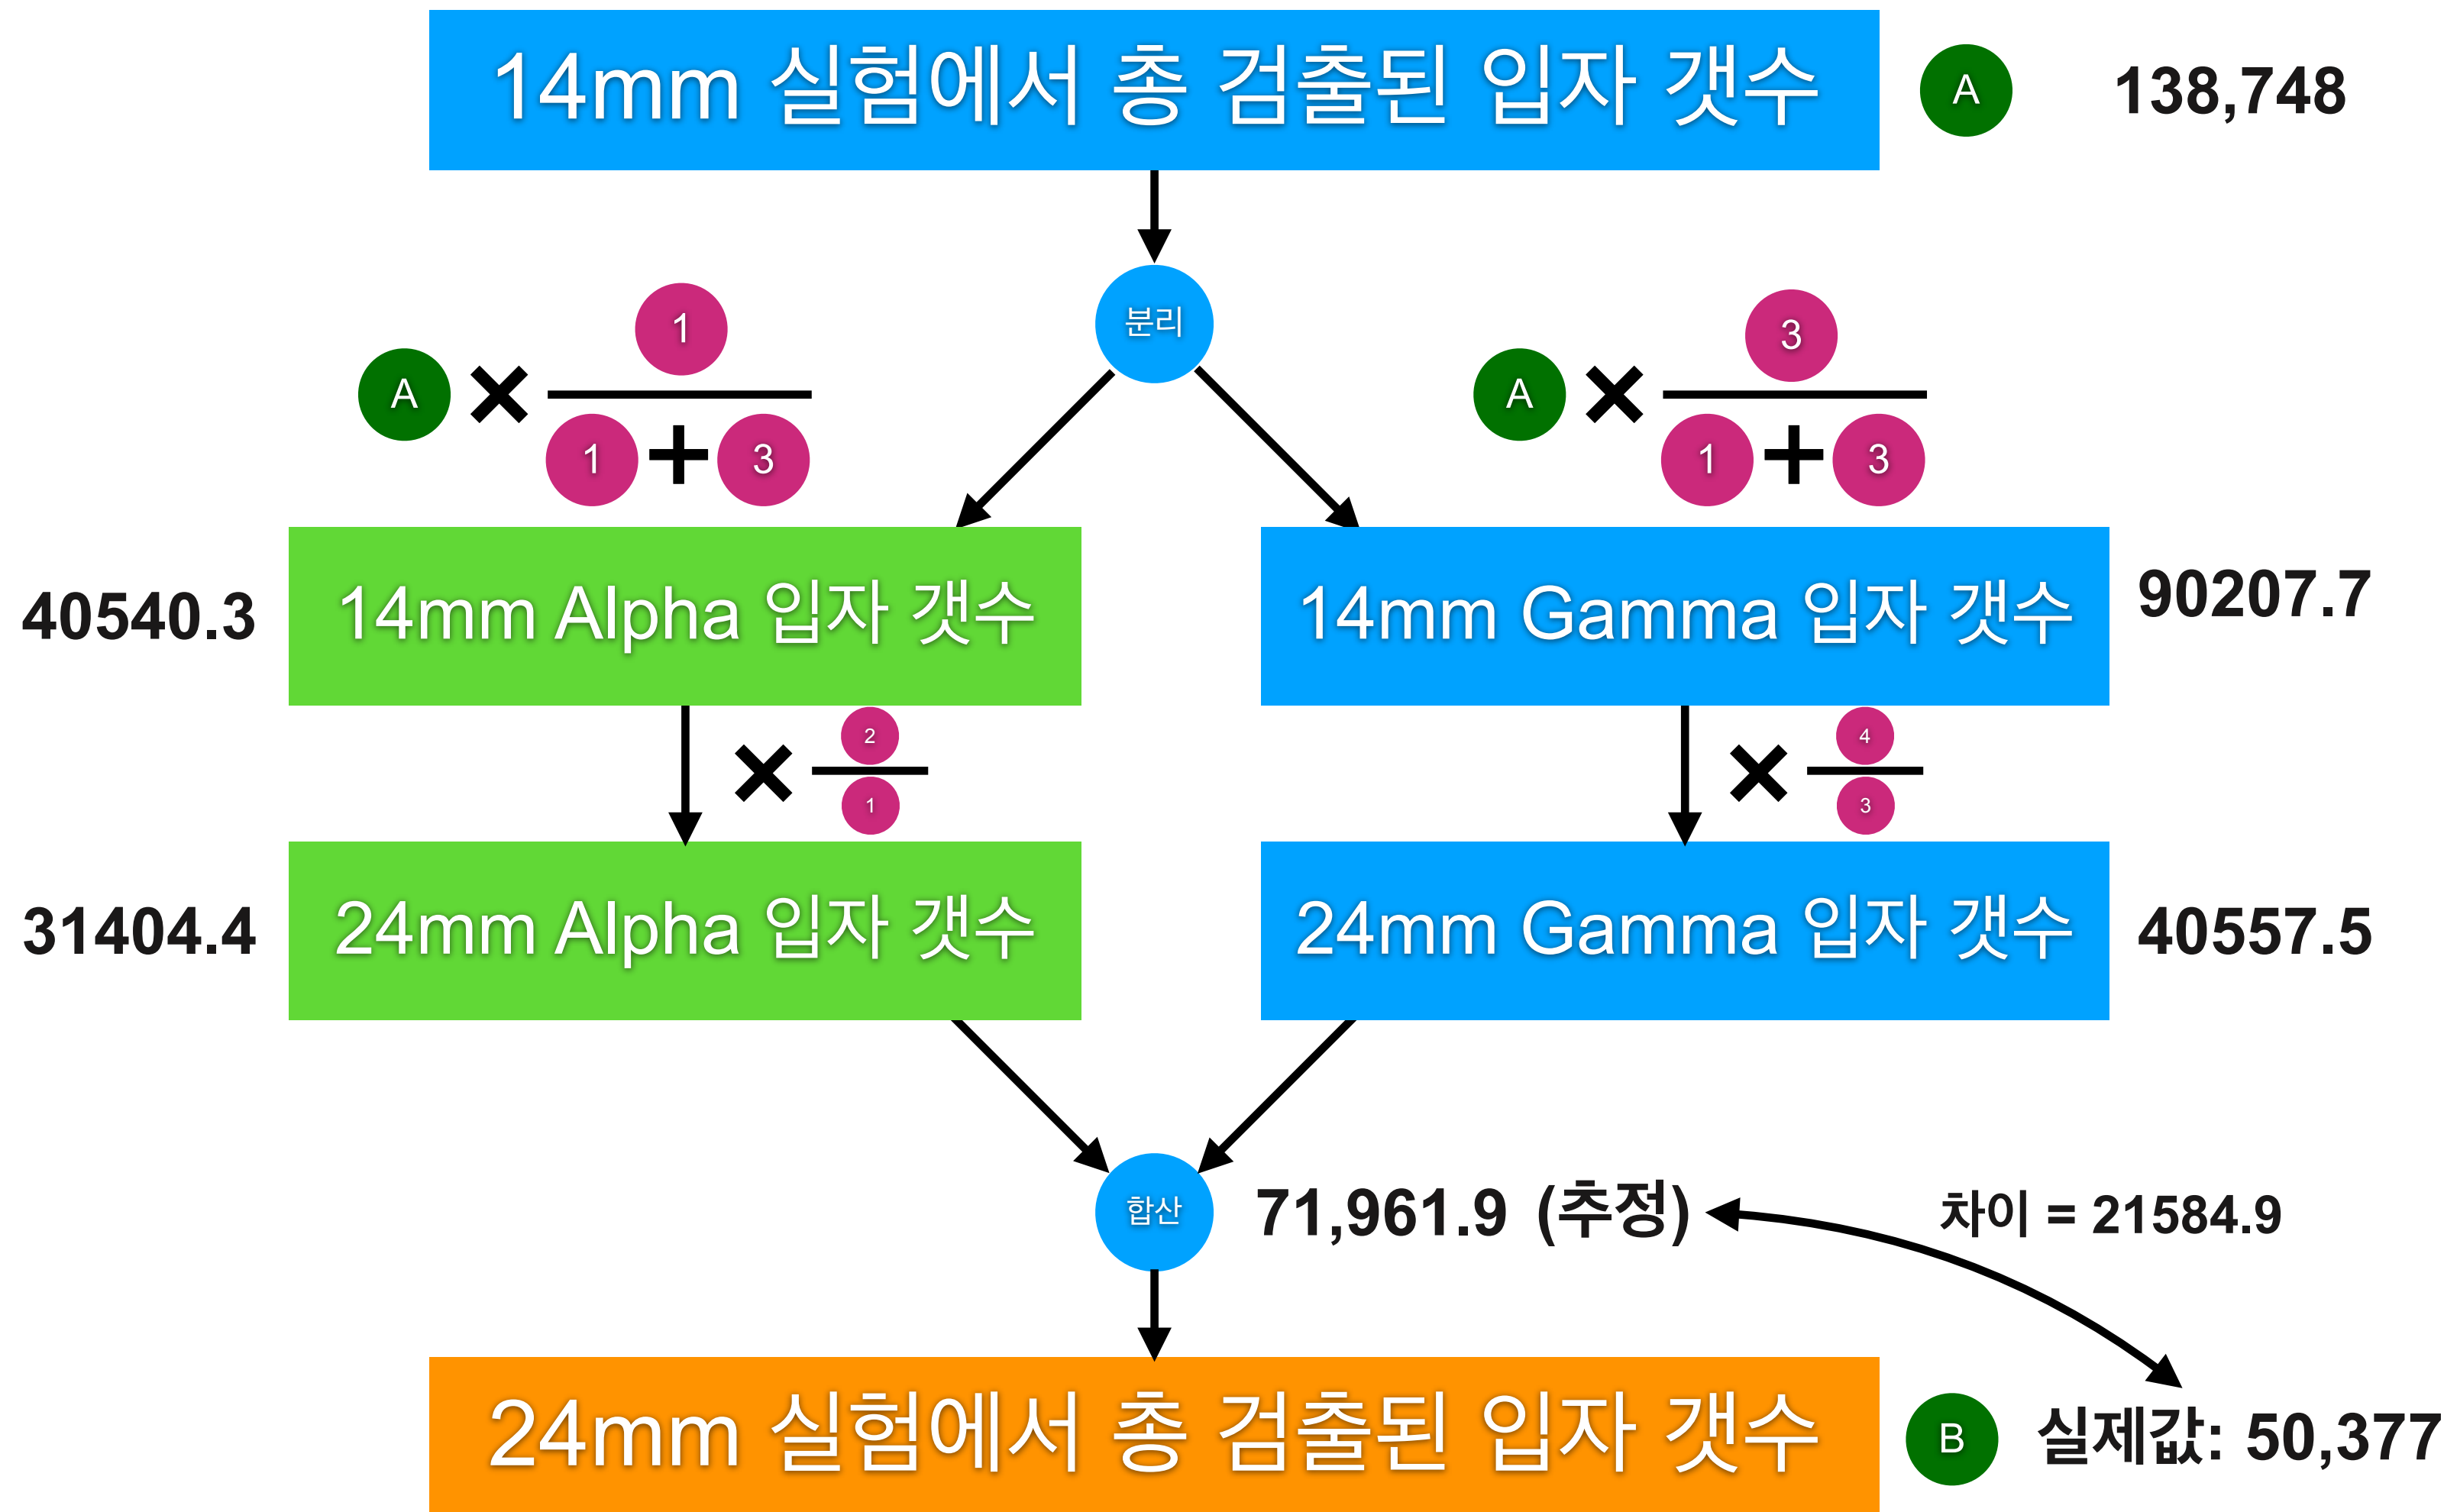 14mm 실험에서 총 검출된 입자 갯수 A 138,748
분리
1
A × 1 + 3
3
A × 1 + 3
40540.3 14mm Alpha 입자 갯수
14mm Gamma 입자 갯수 90207.7
× 2
1
× 4
3
31404.4 24mm Alpha 입자 갯수
24mm Gamma 입자 갯수 40557.5
합산 71,961.9 (추정) 차이 = 21584.9
24mm 실험에서 총 검출된 입자 갯수 B 실제값: 50,377